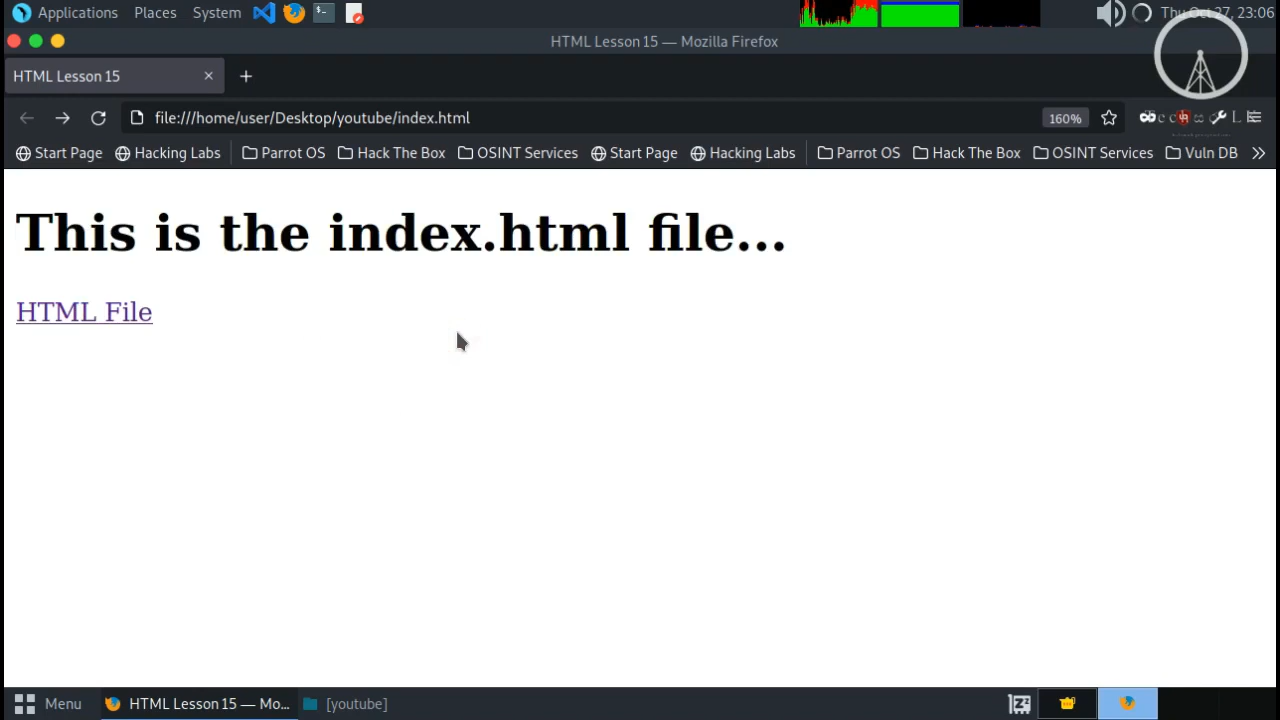 Applications Places System Thu Oct 27, 23:06
HTML Lesson 15 — Mozilla Firefox
HTML Lesson 15
file:///home/user/Desktop/youtube/index.html 160%
Start Page Hacking Labs Parrot OS Hack The Box OSINT Services Start Page Hacking Labs Parrot OS Hack The Box OSINT Services Vuln DB
This is the index.html file...
HTML File
Menu HTML Lesson 15 — Mo... [youtube]